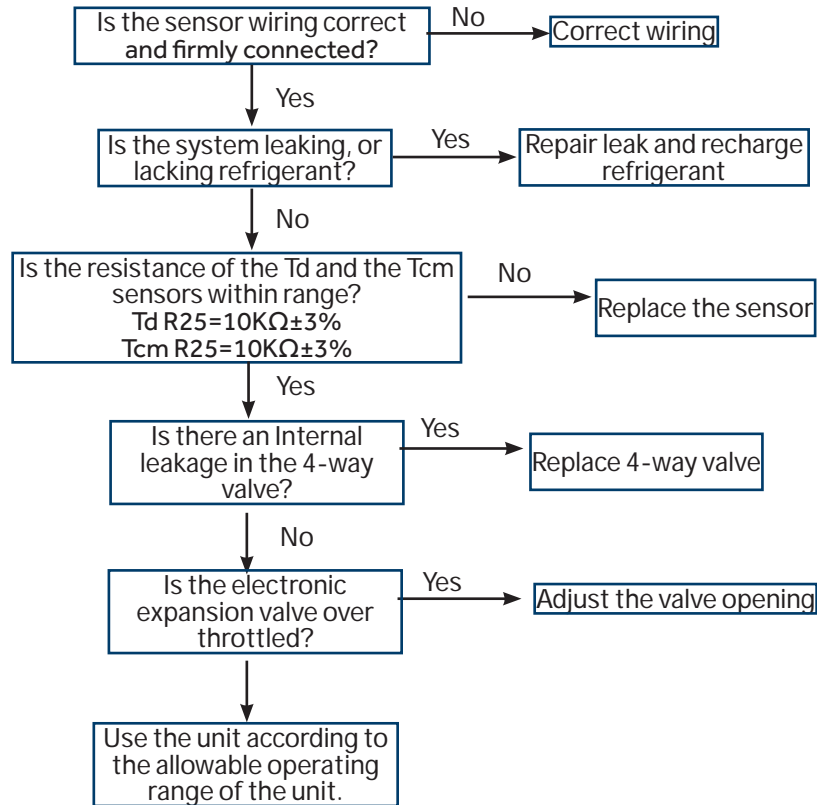 Is the sensor wiring correct
and firmly connected?
No
Correct wiring
Yes
Is the system leaking, or
lacking refrigerant?
Yes
Repair leak and recharge
refrigerant
No
Is the resistance of the Td and the Tcm
sensors within range?
Td R25=10KΩ±3%
Tcm R25=10KΩ±3%
No
Replace the sensor
Yes
Is there an Internal
leakage in the 4-way
valve?
Yes
Replace 4-way valve
No
Is the electronic
expansion valve over
throttled?
Yes
Adjust the valve opening
Use the unit according to
the allowable operating
range of the unit.